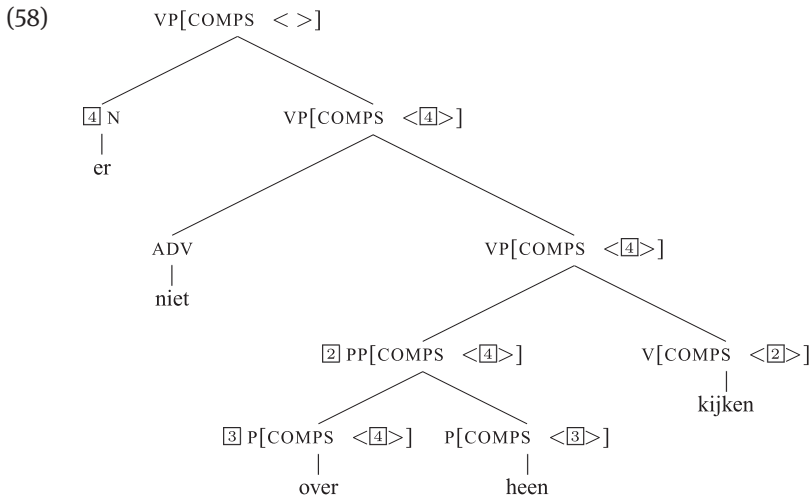 (58) VP[COMPS < >]
4 N VP[COMPS <4>]
er
ADV VP[COMPS <4>]
niet
2 PP[COMPS <4>] V[COMPS <2>]
kijken
3 P[COMPS <4>] P[COMPS <3>]
over heen